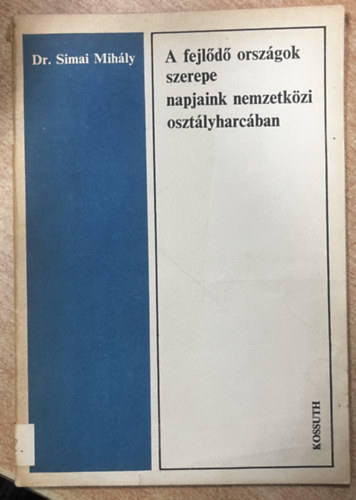 Dr. Simai Mihály
A fejlődő országok
szerepe
napjaink nemzetközi
osztályharcában
KOSSUTH